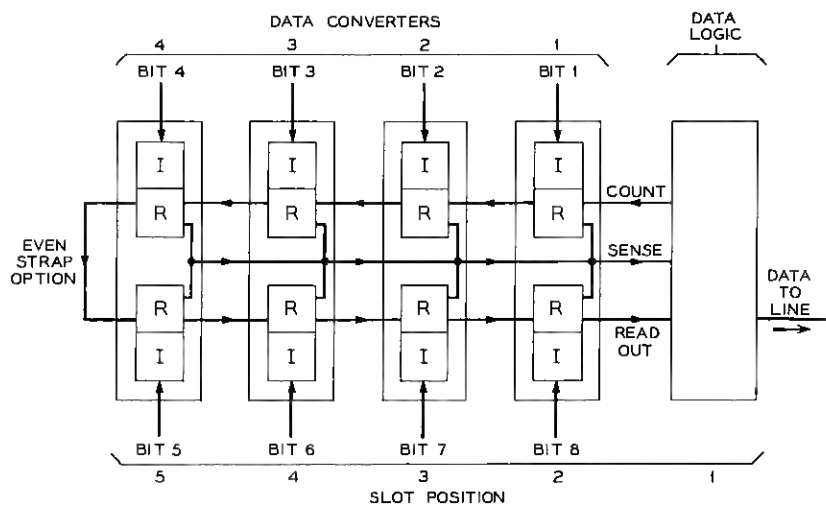 DATA CONVERTERS
DATA
LOGIC
4 3 2 1
BIT 4 BIT 3 BIT 2 BIT 1
I I I I
R R R R
COUNT
SENSE
EVEN
STRAP
OPTION
DATA
TO
LINE
R R R R
READ
OUT
I I I I
BIT 5 BIT 6 BIT 7 BIT 8
5 4 3 2 1
SLOT POSITION